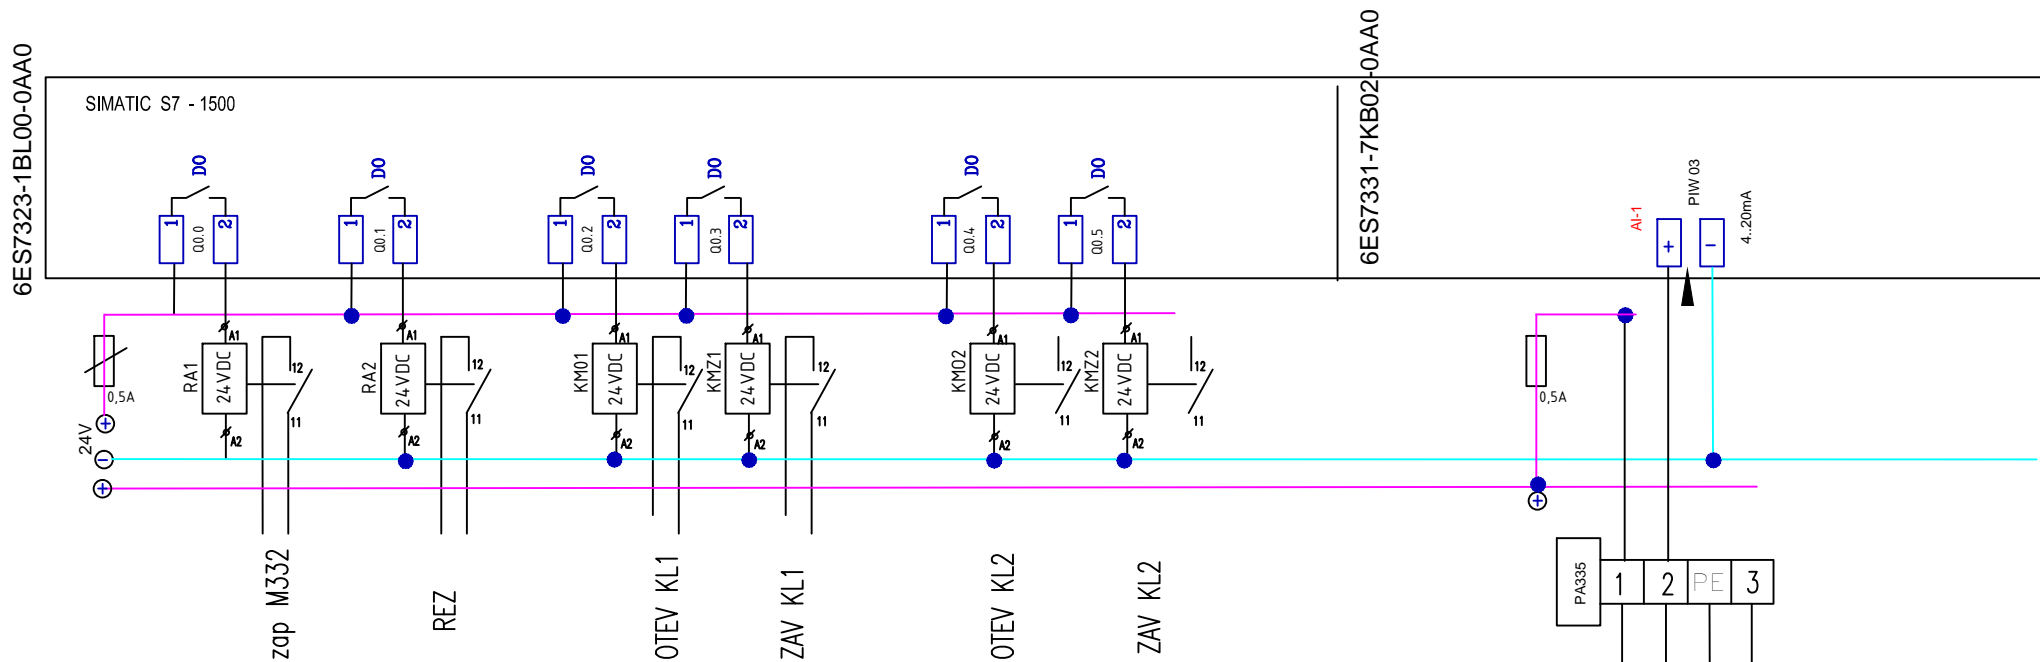 6ES7323-1BL00-0AA0
SIMATIC S7 - 1500
6ES7331-7KB02-0AA0
DO
DO
DO
DO
DO
DO
1
Q0.0
2
1
Q0.1
2
1
Q0.2
2
1
Q0.3
2
1
Q0.4
2
1
Q0.5
2
AI-1
+
PIW 03
-
4..20mA
0,5A
24V
+
-
+
RA1
24VDC
A1
A2
12
11
RA2
24VDC
A1
A2
12
11
KMO1
24VDC
A1
A2
12
11
KMZ1
24VDC
A1
A2
12
11
KMO2
24VDC
A1
A2
12
11
KMZ2
24VDC
A1
A2
12
11
0,5A
+
zap M332
REZ
OTEV KL1
ZAV KL1
OTEV KL2
ZAV KL2
PA335
1
2
PE
3